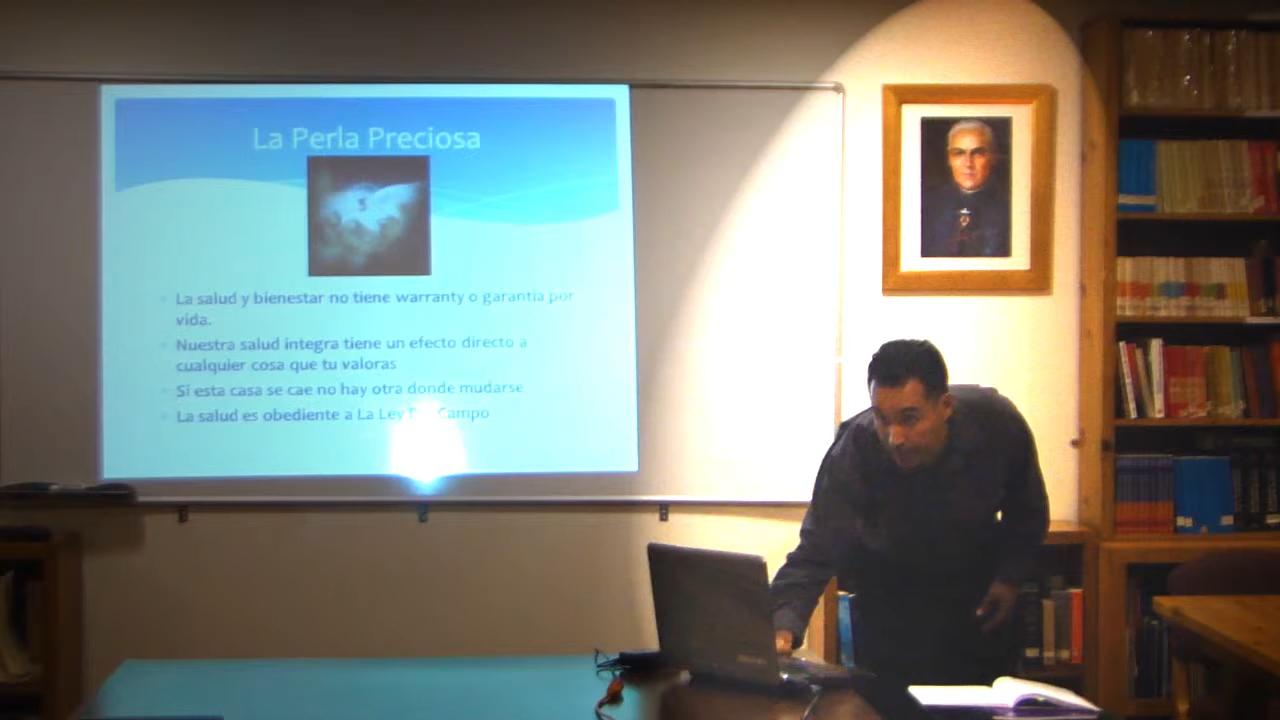 La Perla Preciosa
La salud y bienestar no tiene warranty o garantia por
vida.
Nuestra salud integra tiene un efecto directo a
cualquier cosa que tu valoras
Si esta casa se cae no hay otra donde mudarse
La salud es obediente a La Ley Campo